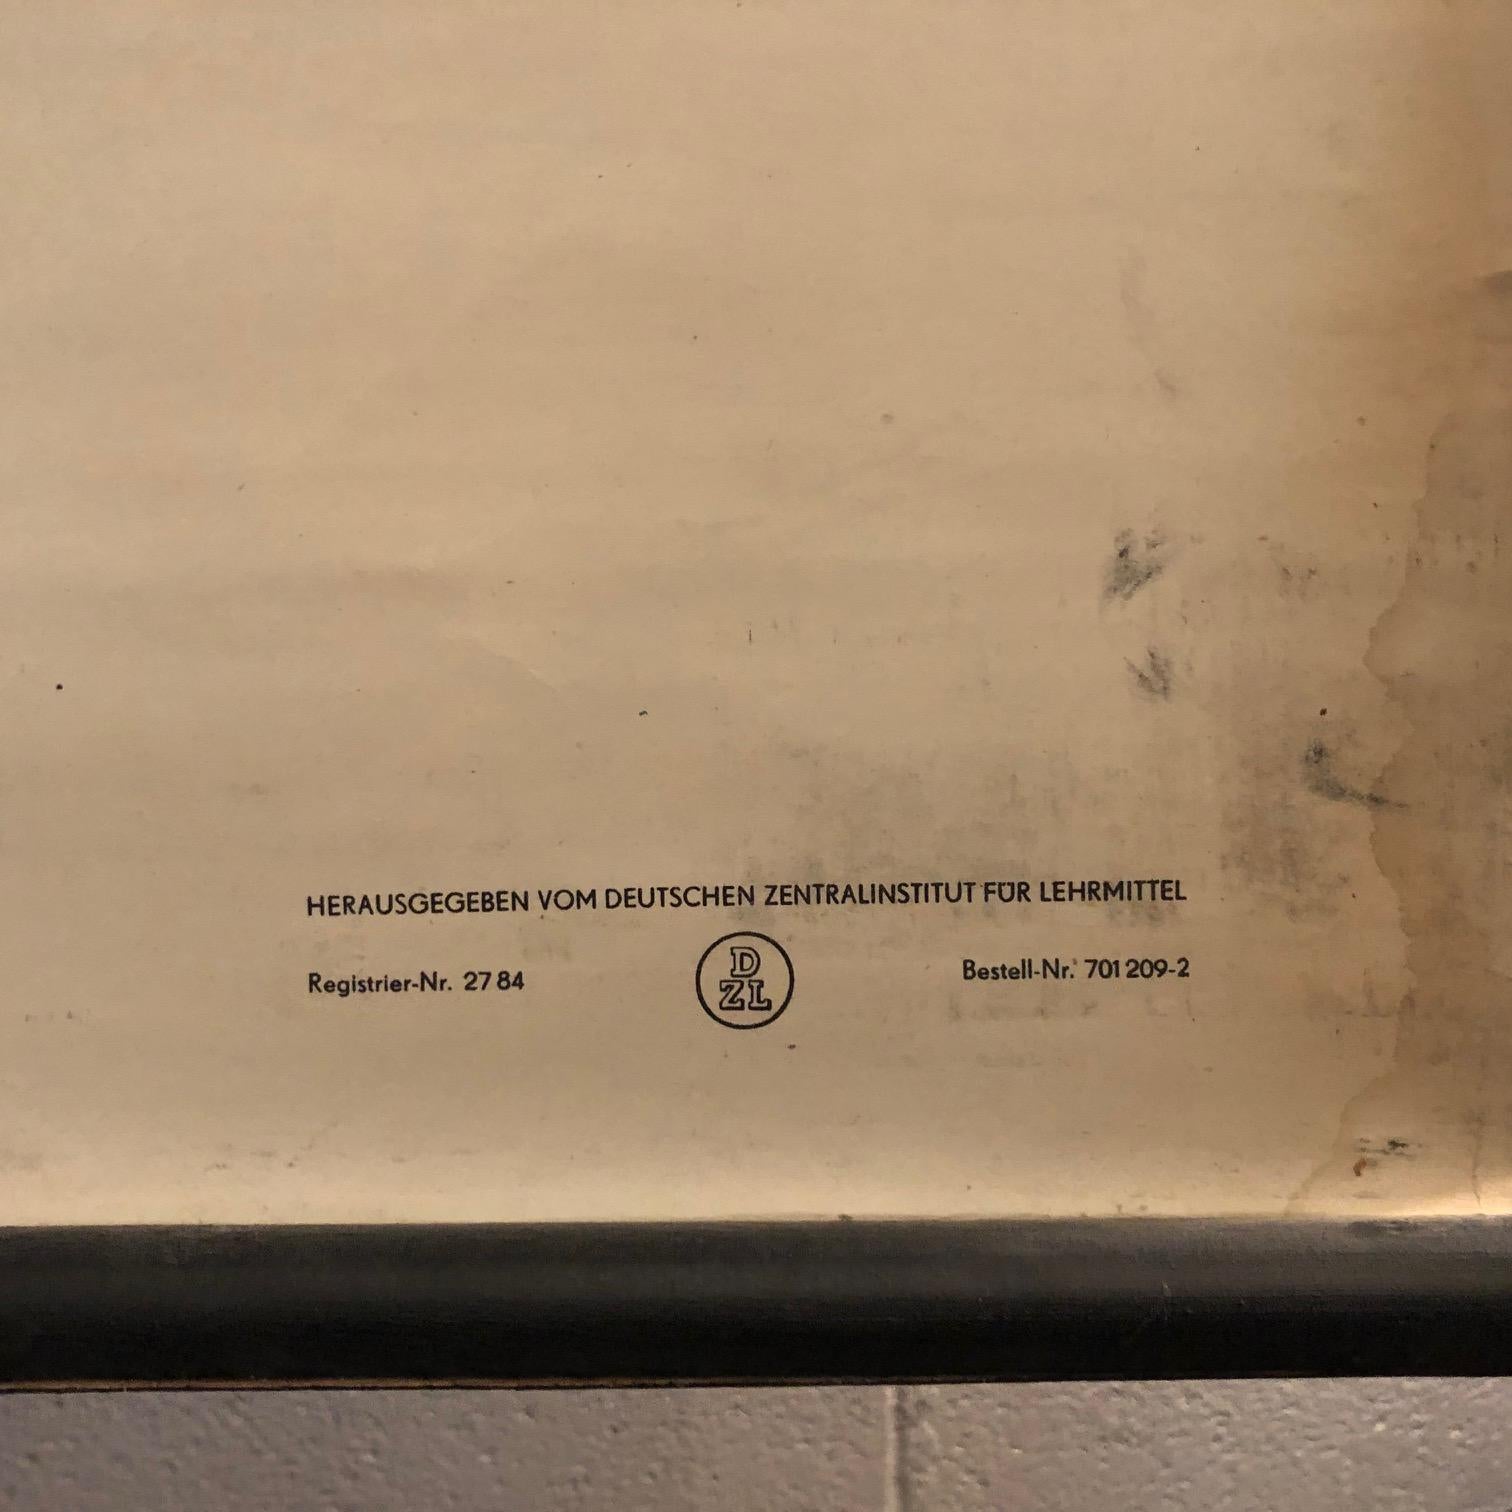 HERAUSGEGEBEN VOM DEUTSCHEN ZENTRALINSTITUT FÜR LEHRMITTEL
Registrier-Nr. 27 84
D
ZL
Bestell-Nr. 701 209-2